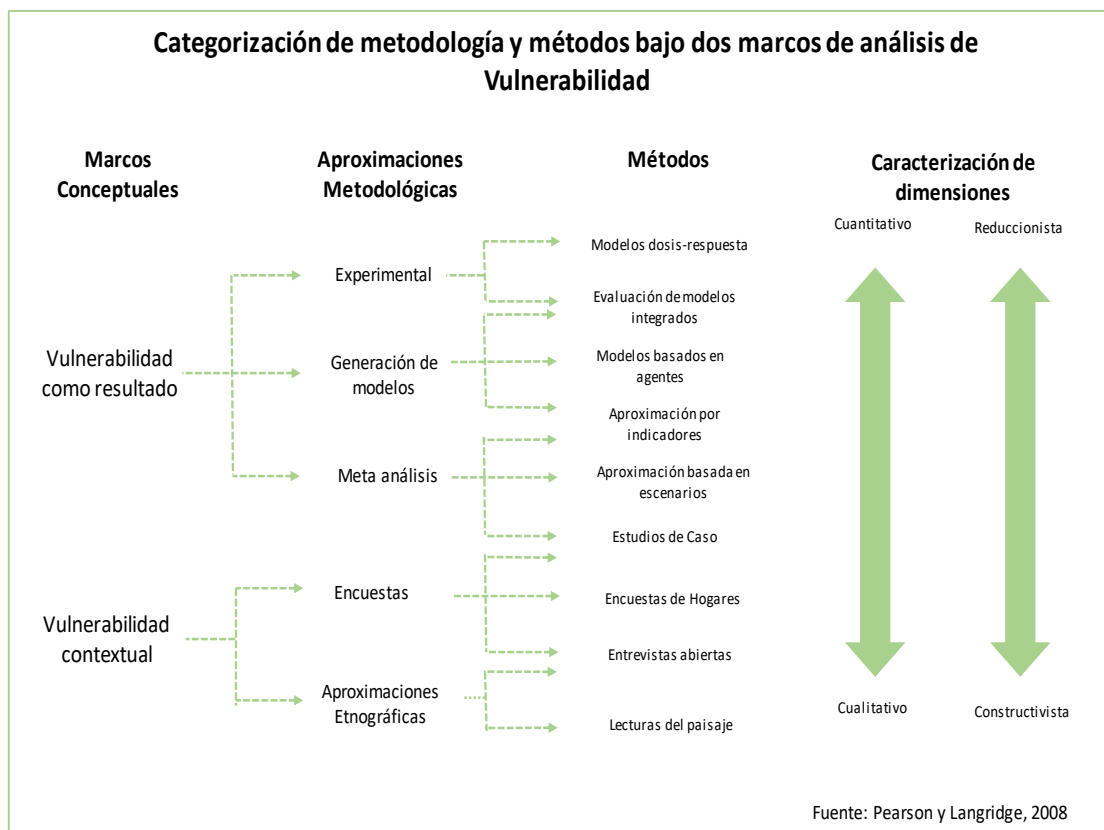 Categorización de metodología y métodos bajo dos marcos de análisis de
Vulnerabilidad
Marcos
Conceptuales
Aproximaciones
Metodológicas
Métodos
Caracterización de
dimensiones
Vulnerabilidad
como resultado
Vulnerabilidad
contextual
Experimental
Generación de
modelos
Meta análisis
Encuestas
Aproximaciones
Etnográficas
Modelos dosis-respuesta
Evaluación de modelos
integrados
Modelos basados en
agentes
Aproximación por
indicadores
Aproximación basada en
escenarios
Estudios de Caso
Encuestas de Hogares
Entrevistas abiertas
Lecturas del paisaje
Cuantitativo
Reduccionista
Cualitativo
Constructivista
Fuente: Pearson y Langridge, 2008